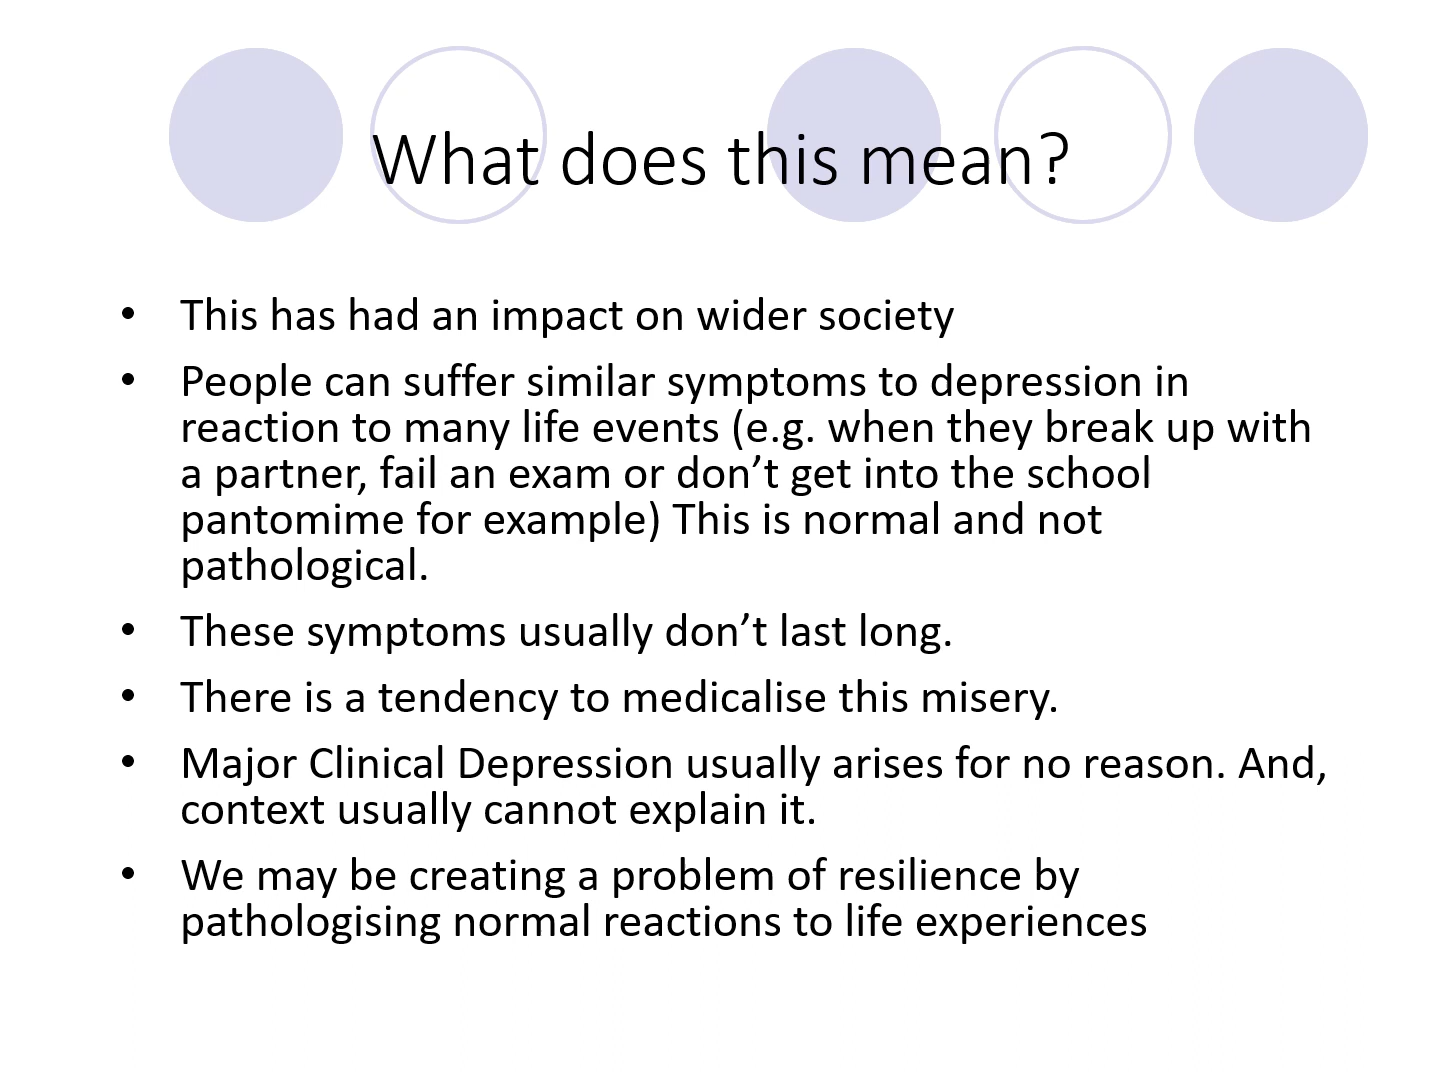 What does this mean?
• This has had an impact on wider society
• People can suffer similar symptoms to depression in
reaction to many life events (e.g. when they break up with
a partner, fail an exam or don’t get into the school
pantomime for example) This is normal and not
pathological.
• These symptoms usually don’t last long.
• There is a tendency to medicalise this misery.
• Major Clinical Depression usually arises for no reason. And,
context usually cannot explain it.
• We may be creating a problem of resilience by
pathologising normal reactions to life experiences